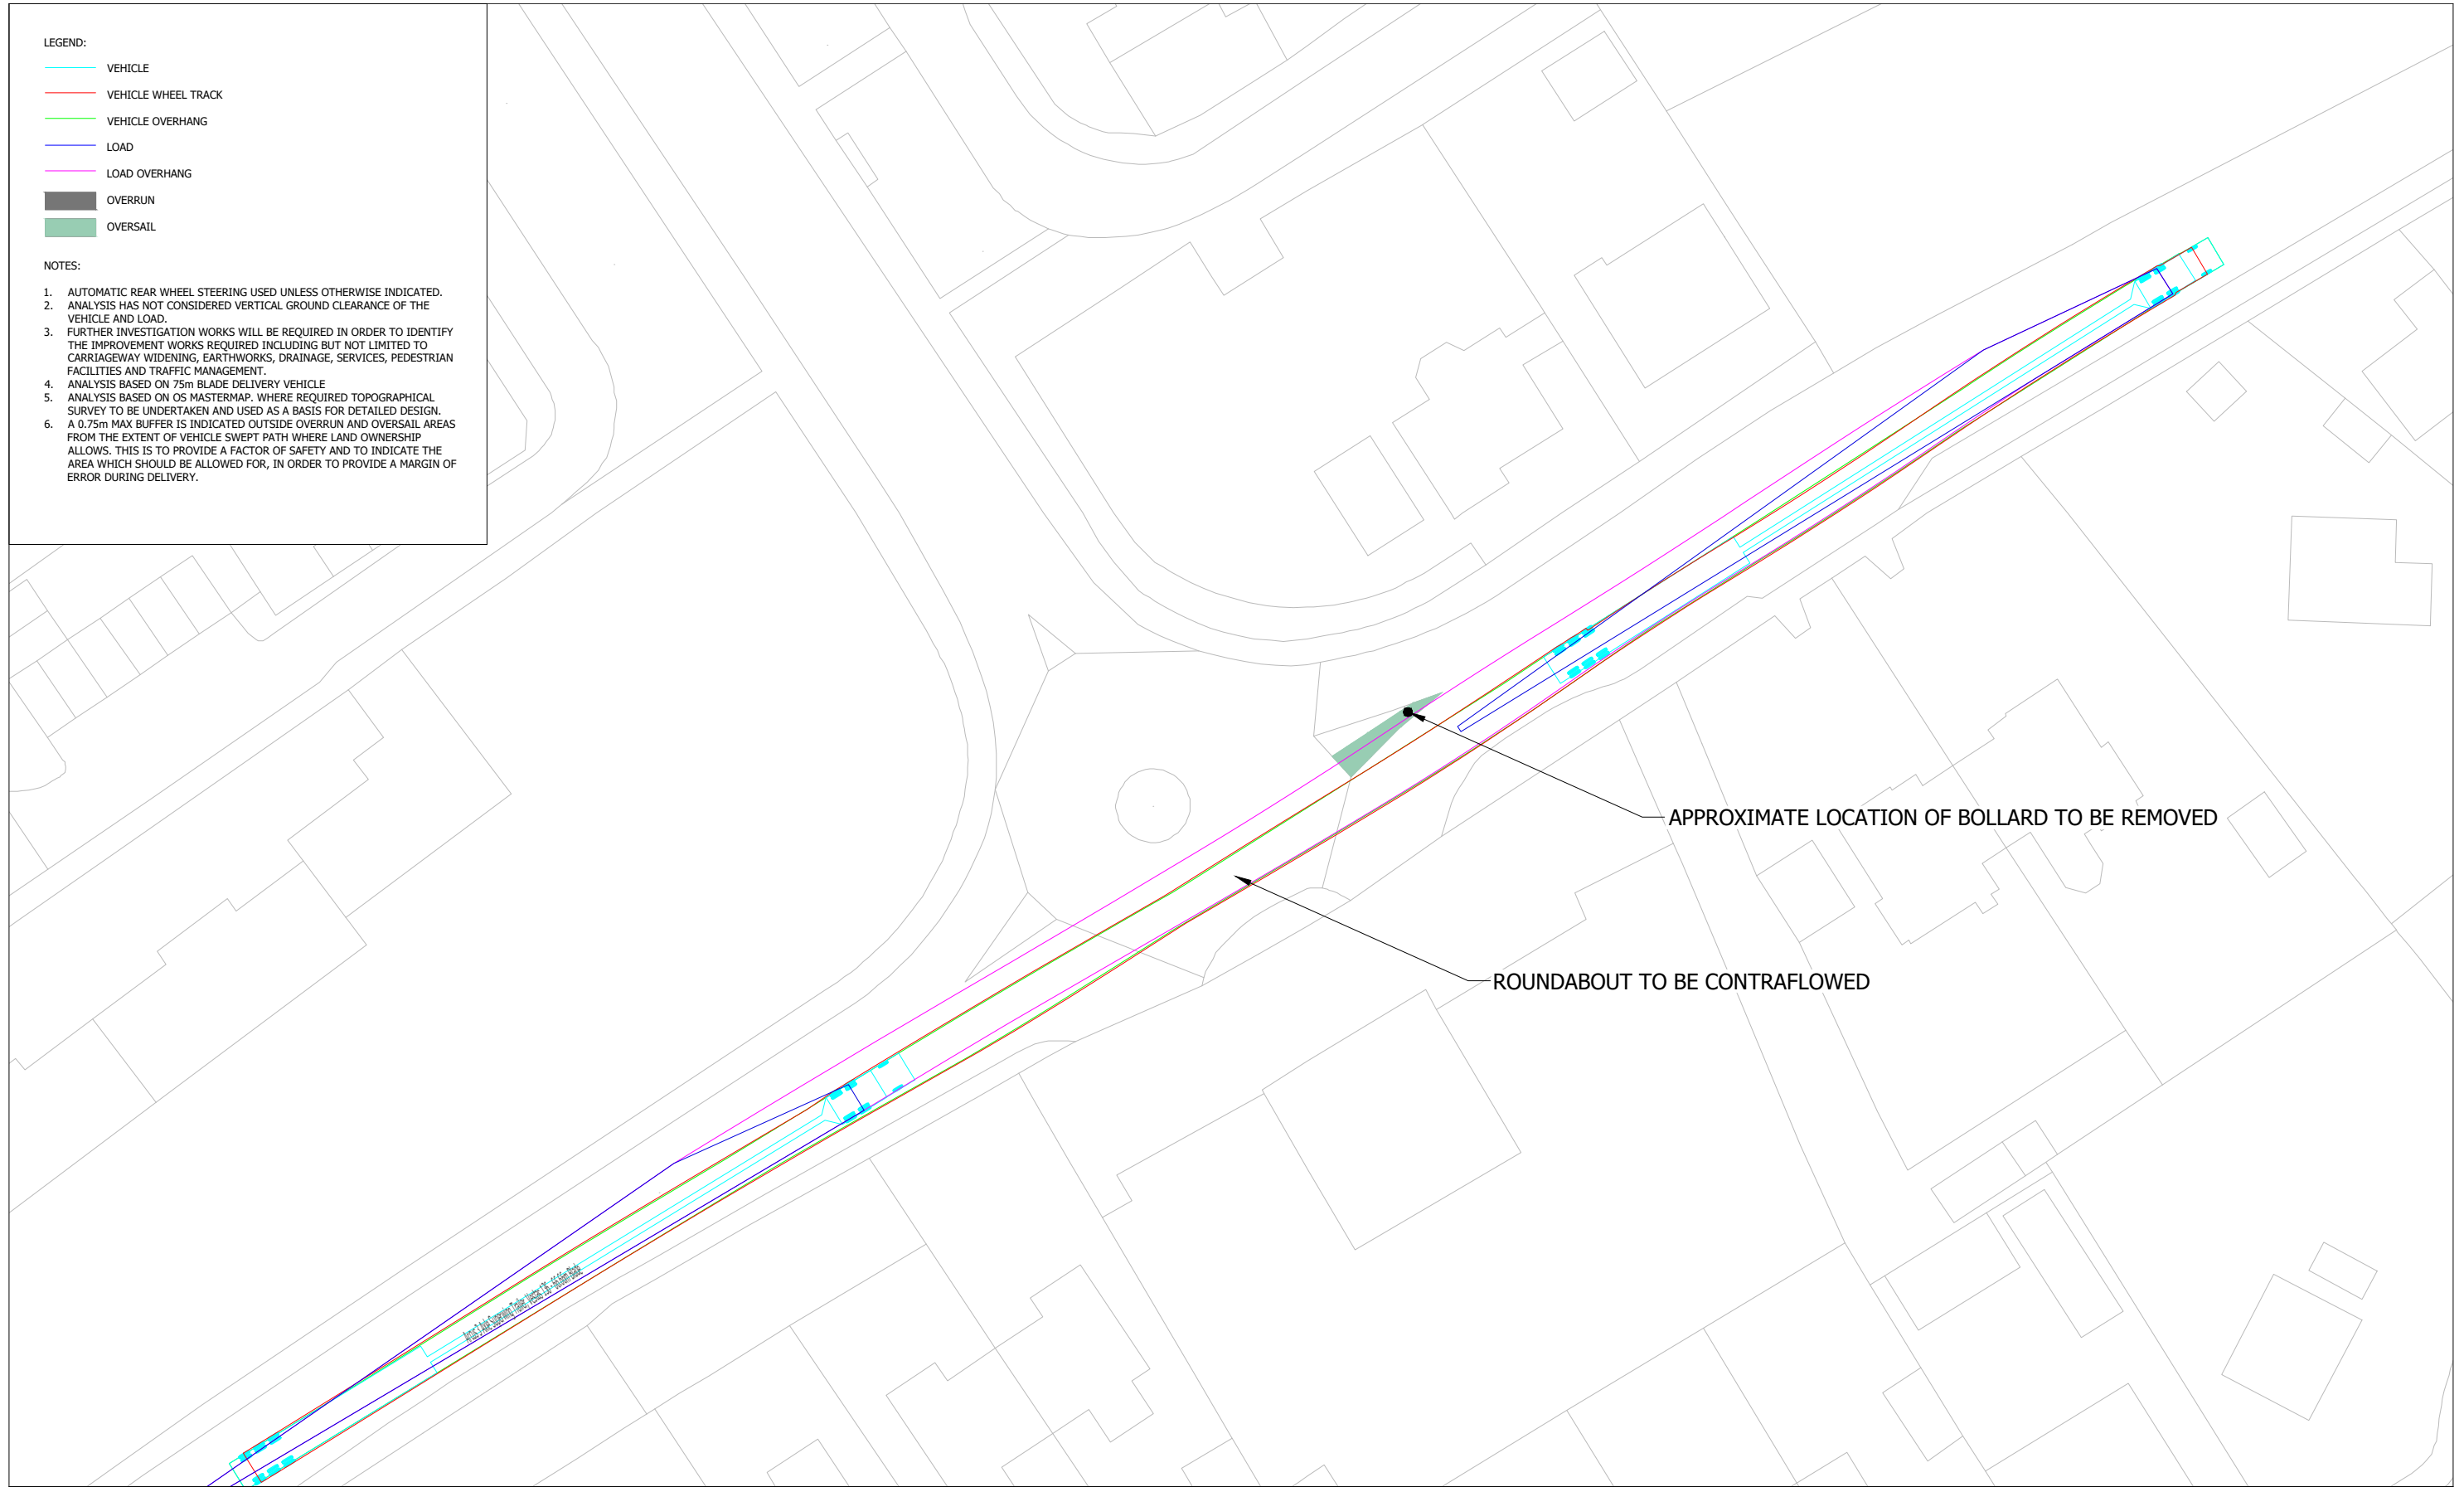 LEGEND:
VEHICLE
VEHICLE WHEEL TRACK
VEHICLE OVERHANG
LOAD
LOAD OVERHANG
OVERRUN
OVERSAIL
NOTES:
1. AUTOMATIC REAR WHEEL STEERING USED UNLESS OTHERWISE INDICATED.
2. ANALYSIS HAS NOT CONSIDERED VERTICAL GROUND CLEARANCE OF THE
VEHICLE AND LOAD.
3. FURTHER INVESTIGATION WORKS WILL BE REQUIRED IN ORDER TO IDENTIFY
THE IMPROVEMENT WORKS REQUIRED INCLUDING BUT NOT LIMITED TO
CARRIAGEWAY WIDENING, EARTHWORKS, DRAINAGE, SERVICES, PEDESTRIAN
FACILITIES AND TRAFFIC MANAGEMENT.
4. ANALYSIS BASED ON 75m BLADE DELIVERY VEHICLE
5. ANALYSIS BASED ON OS MASTERMAP. WHERE REQUIRED TOPOGRAPHICAL
SURVEY TO BE UNDERTAKEN AND USED AS A BASIS FOR DETAILED DESIGN.
6. A 0.75m MAX BUFFER IS INDICATED OUTSIDE OVERRUN AND OVERSAIL AREAS
FROM THE EXTENT OF VEHICLE SWEPT PATH WHERE LAND OWNERSHIP
ALLOWS. THIS IS TO PROVIDE A FACTOR OF SAFETY AND TO INDICATE THE
AREA WHICH SHOULD BE ALLOWED FOR, IN ORDER TO PROVIDE A MARGIN OF
ERROR DURING DELIVERY.
APPROXIMATE LOCATION OF BOLLARD TO BE REMOVED
ROUNDABOUT TO BE CONTRAFLOWED